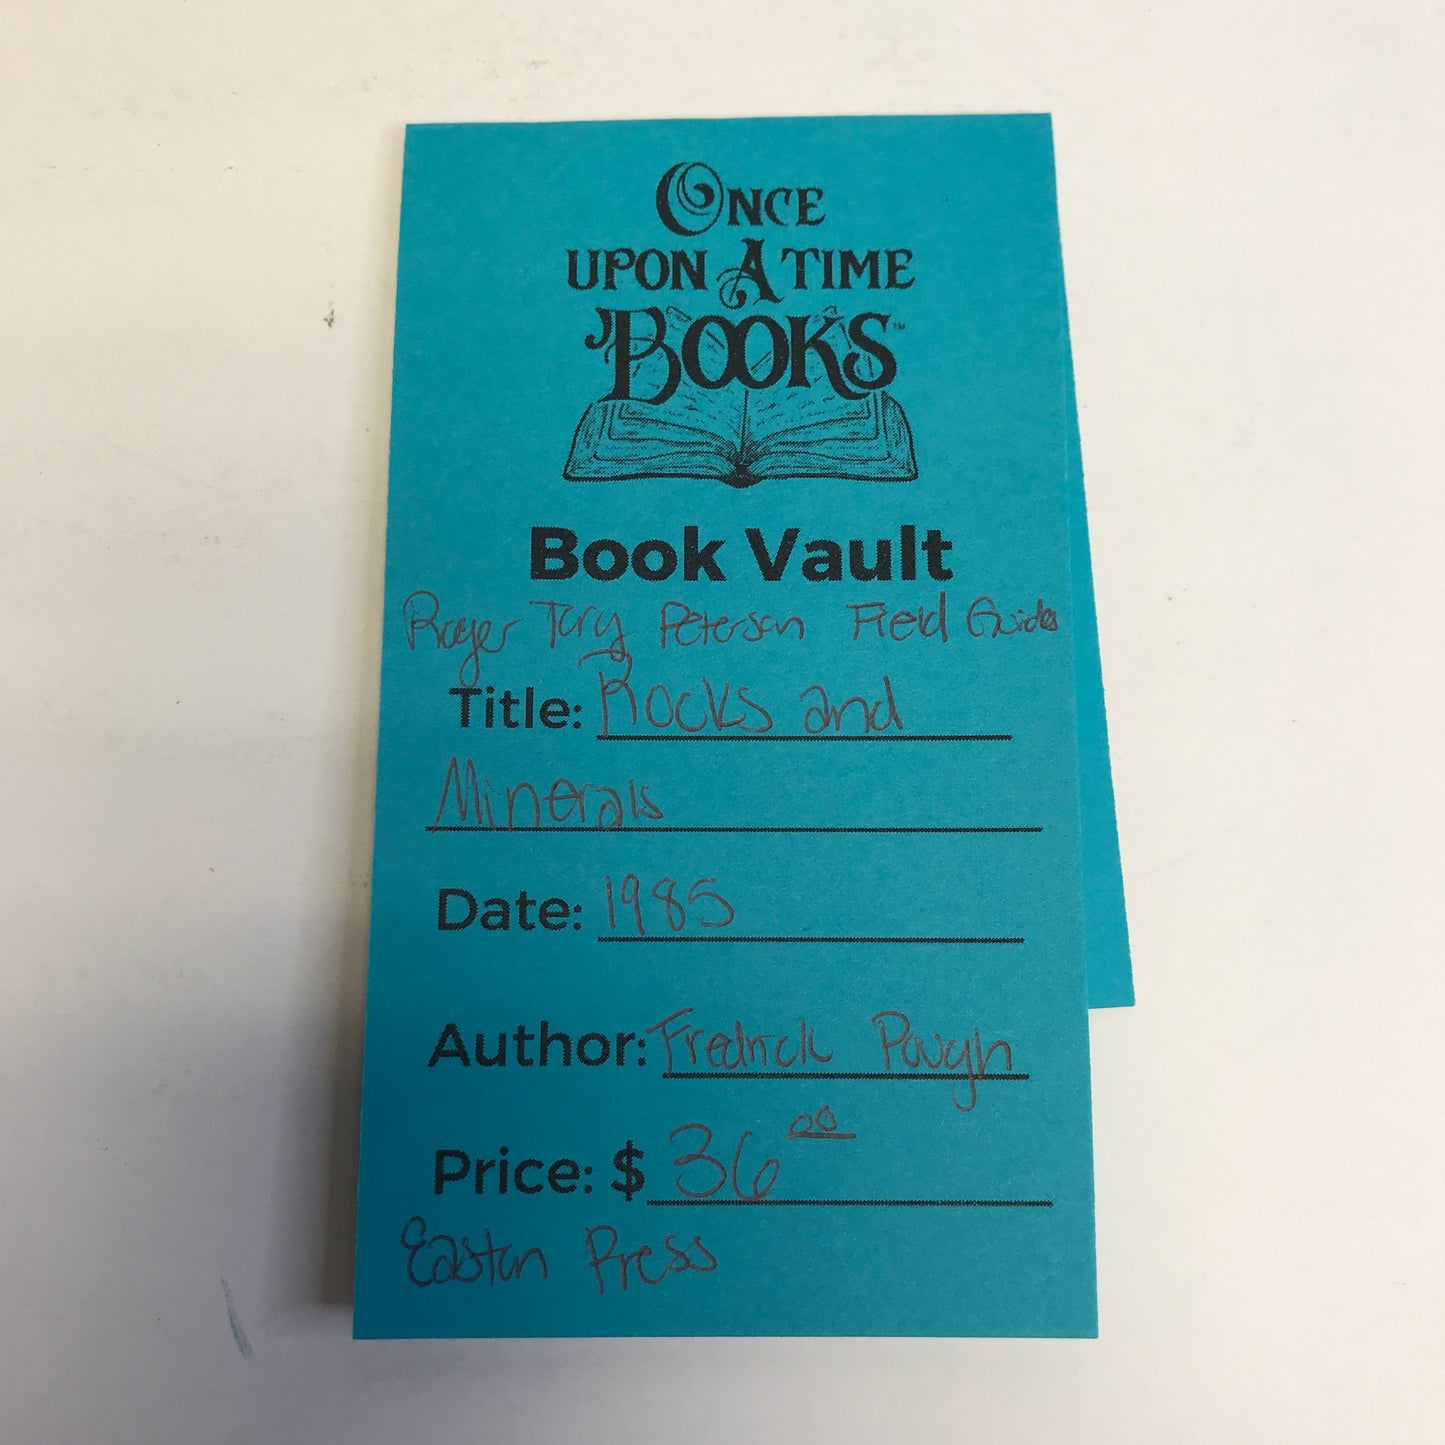 ONCE
UPON A TIME
BOOKS™
Book Vault
Roger Tory Peterson Field Guides
Title: Rocks and
Minerals
Date: 1985
Author: Fredrick Pough
Price: $ 36 00
Easton Press